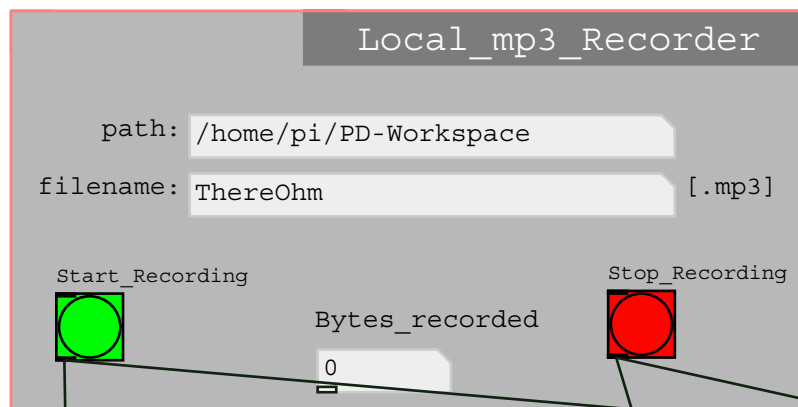 Local_mp3_Recorder
path: /home/pi/PD-Workspace
filename: ThereOhm [.mp3]
Start_Recording
Stop_Recording
Bytes_recorded
0